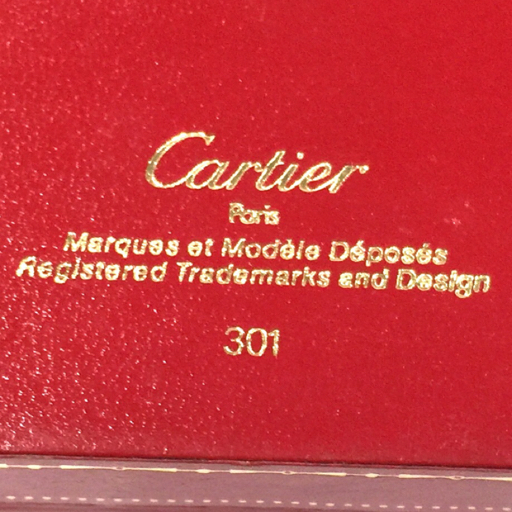 Cartier
Paris
Marques et Modèle Déposés
Registered Trademarks and Design
301